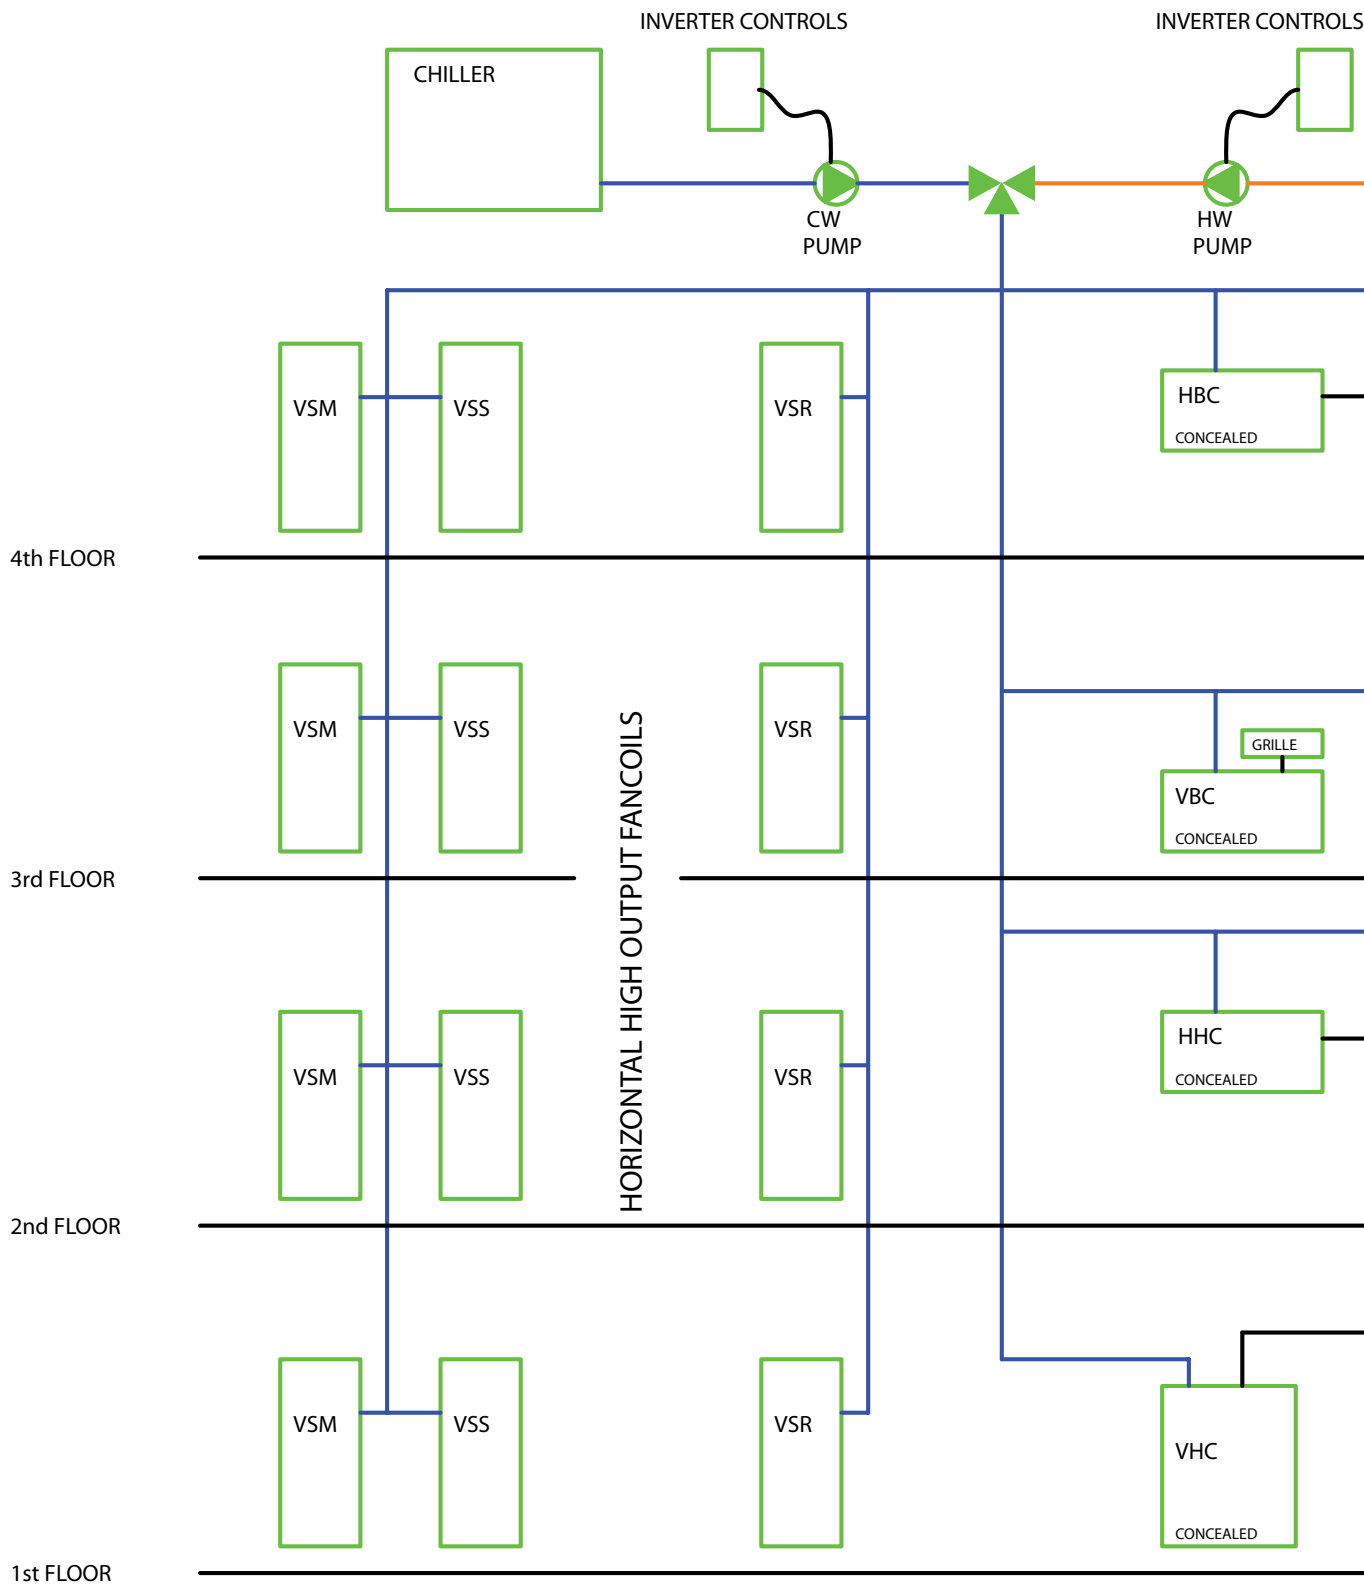 INVERTER CONTROLS
INVERTER CONTROLS
CHILLER
CW
PUMP
HW
PUMP
VSM
VSS
VSR
HBC
CONCEALED
4th FLOOR
HORIZONTAL HIGH OUTPUT FANCOILS
VSM
VSS
VSR
GRILLE
VBC
CONCEALED
3rd FLOOR
VSM
VSS
VSR
HHC
CONCEALED
2nd FLOOR
VSM
VSS
VSR
VHC
CONCEALED
1st FLOOR